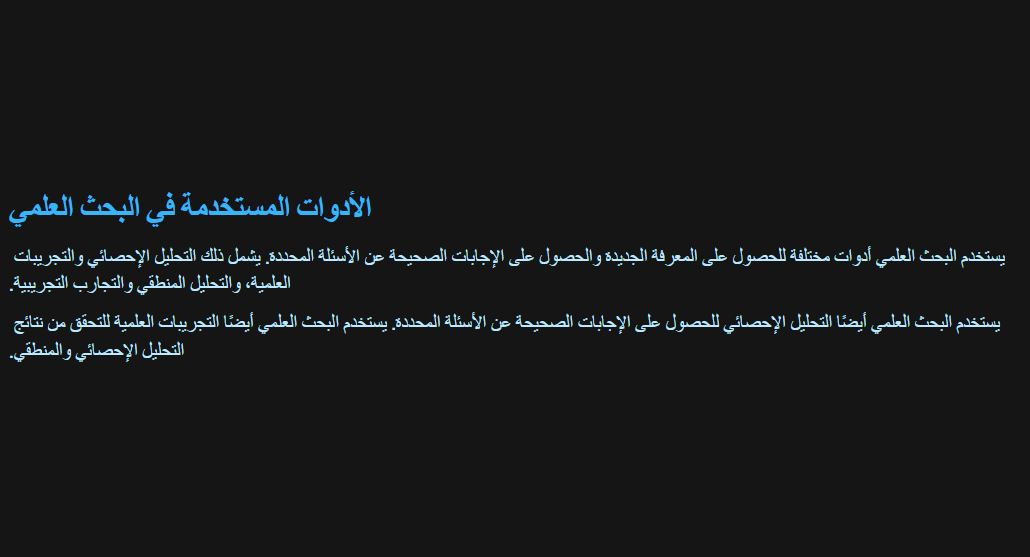 الأدوات المستخدمة في البحث العلمي
يستخدم البحث العلمي أدوات مختلفة للحصول على المعرفة الجديدة والحصول على الإجابات الصحيحة عن الأسئلة المحددة. يشمل ذلك التحليل الإحصائي والتجريبات
العلمية، والتحليل المنطقي والتجارب التجريبية.
يستخدم البحث العلمي أيضًا التحليل الإحصائي للحصول على الإجابات الصحيحة عن الأسئلة المحددة. يستخدم البحث العلمي أيضًا التجريبات العلمية للتحقق من نتائج
التحليل الإحصائي والمنطقي.